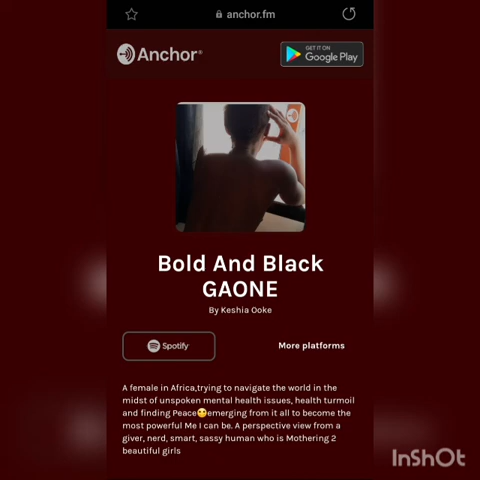 anchor.fm
Anchor®
GET IT ON
Google Play
Bold And Black
GAONE
By Keshia Ooke
Spotify
More platforms
A female in Africa,trying to navigate the world in the
midst of unspoken mental health issues, health turmoil
and finding Peace😶emerging from it all to become the
most powerful Me I can be. A perspective view from a
giver, nerd, smart, sassy human who is Mothering 2
beautiful girls
InShOt